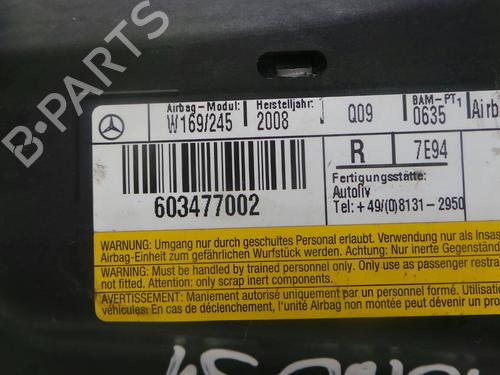 Airbag-Modul: Herstelljahr: BAM-PT1
W169/245 2008 Q09 0635 Airb
R 7E94
603477002
Fertigungsstätte:
Autoliv
Tel: +49/(0)8131-2950
WARNUNG: Umgang nur durch geschultes Personal erlaubt. Verwendung nur als Insas
Airbag-Einheit zum gefährlichen Wurfstück werden. Achtung: Nur inerte Gegenständ
WARNING: Must be handled by trained personnel only. Use only as passenger restra
not fitted. Attention: only scrap inert components.
AVERTISSEMENT: Maniement autorisé uniquement par un personnel formé. Utilisation
véhicules! En cas de déclenchement, l'unité Airbag non montée peut devenir un pro